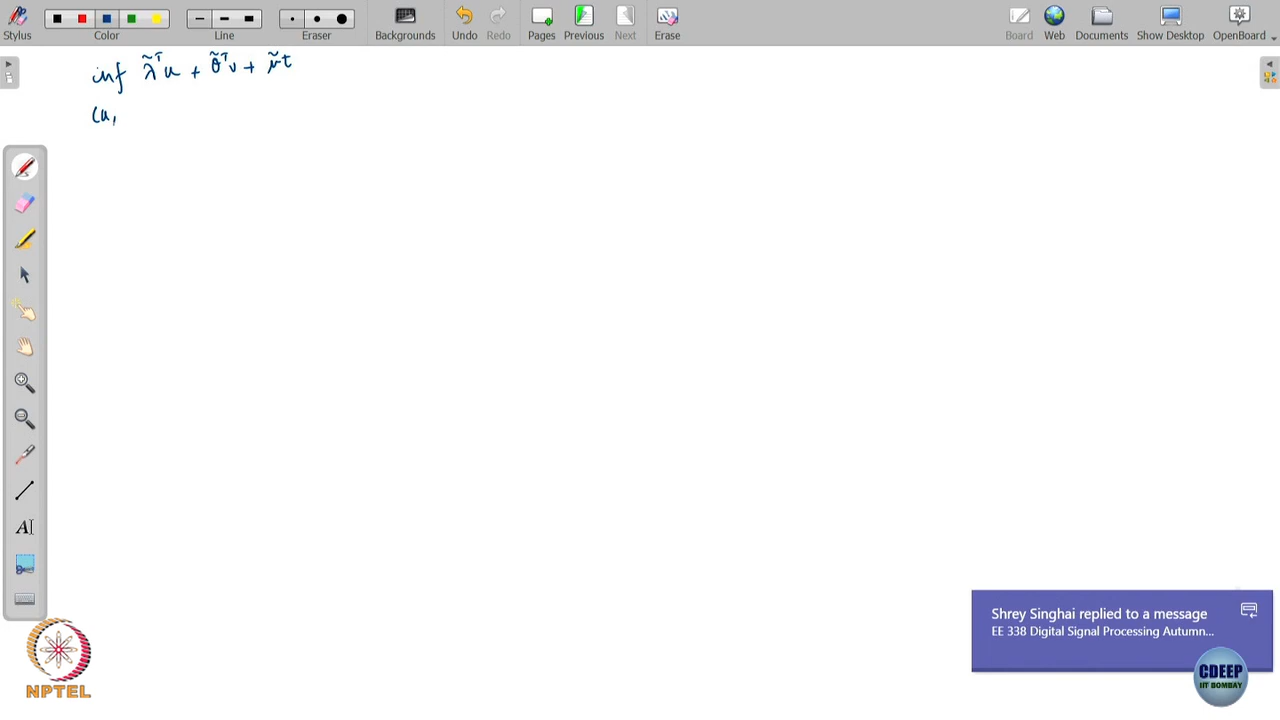 Stylus Color Line Eraser Backgrounds Undo Redo Pages Previous Next Erase Board Web Documents Show Desktop OpenBoard
inf λ̃ᵀu + θ̃ᵀv + μ̃t
(u,
A
Shrey Singhai replied to a message
EE 338 Digital Signal Processing Autumn...
NPTEL
CDEEP
IIT BOMBAY